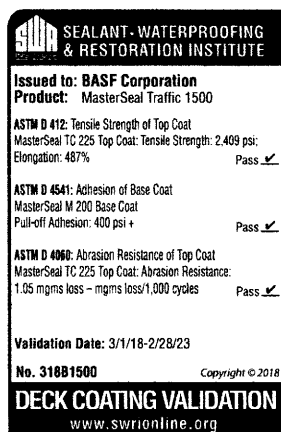 SWR
SEALANT-WATERPROOFING
& RESTORATION INSTITUTE
Issued to: BASF Corporation
Product: MasterSeal Traffic 1500
ASTM D 412: Tensile Strength of Top Coat
MasterSeal TC 225 Top Coat: Tensile Strength: 2,409 psi;
Elongation: 487% Pass ✔
ASTM D 4541: Adhesion of Base Coat
MasterSeal M 200 Base Coat
Pull-off Adhesion: 400 psi + Pass ✔
ASTM D 4060: Abrasion Resistance of Top Coat
MasterSeal TC 225 Top Coat: Abrasion Resistance:
1.05 mgms loss – mgms loss/1,000 cycles Pass ✔
Validation Date: 3/1/18-2/28/23
No. 318B1500 Copyright © 2018
DECK COATING VALIDATION
www.swrionline.org